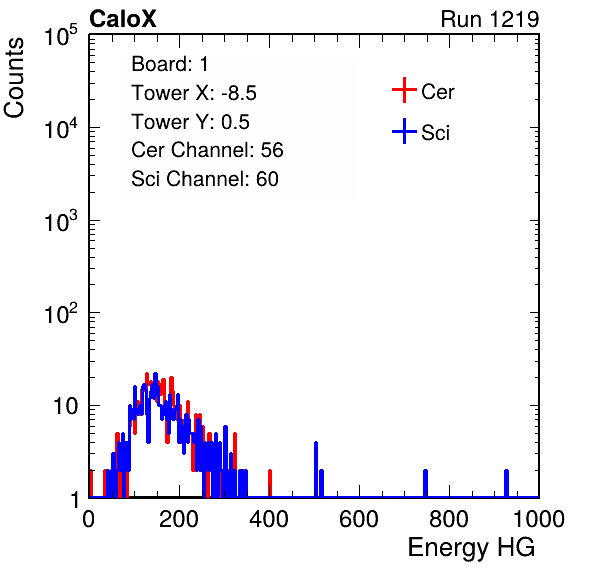 CaloX Run 1219
Counts
Board: 1
Tower X: -8.5
Tower Y: 0.5
Cer Channel: 56
Sci Channel: 60
Cer
Sci
10^5
10^4
10^3
10^2
10
1
0 200 400 600 800 1000
Energy HG